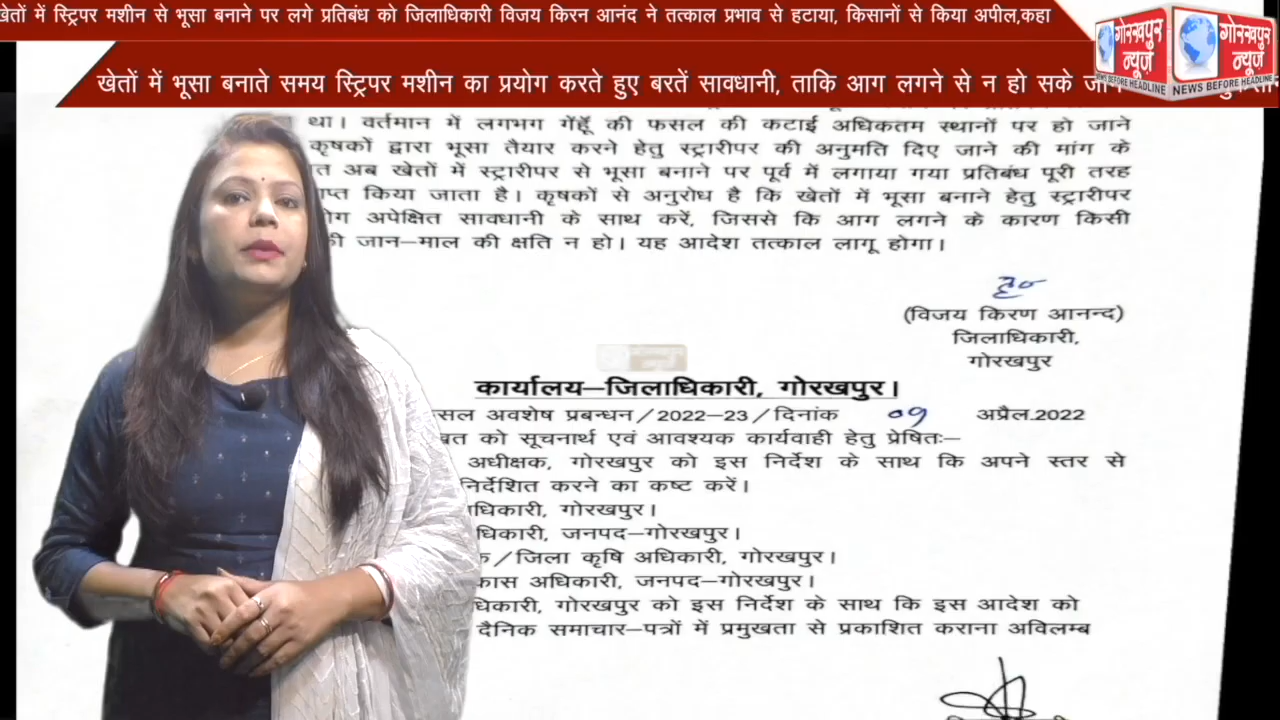 खेतों में स्ट्रिपर मशीन से भूसा बनाने पर लगे प्रतिबंध को जिलाधिकारी विजय किरन आनंद ने तत्काल प्रभाव से हटाया, किसानों से किया अपील,कहा
खेतों में भूसा बनाते समय स्ट्रिपर मशीन का प्रयोग करते हुए बरतें सावधानी, ताकि आग लगने से न हो सके
गोरखपुर न्यूज
NEWS BEFORE HEADLINE
गोरखपुर न्यूज
NEWS BEFORE HEADLINE
था। वर्तमान में लगभग गेंहूँ की फसल की कटाई अधिकतम स्थानों पर हो जाने
कृषकों द्वारा भूसा तैयार करने हेतु स्ट्रारीपर की अनुमति दिए जाने की मांग के
त अब खेतों में स्ट्रारीपर से भूसा बनाने पर पूर्व में लगाया गया प्रतिबंध पूरी तरह
ाप्त किया जाता है। कृषकों से अनुरोध है कि खेतों में भूसा बनाने हेतु स्ट्रारीपर
ोग अपेक्षित सावधानी के साथ करें, जिससे कि आग लगने के कारण किसी
ी जान–माल की क्षति न हो। यह आदेश तत्काल लागू होगा।
(विजय किरण आनन्द)
जिलाधिकारी,
गोरखपुर
कार्यालय–जिलाधिकारी, गोरखपुर।
सल अवशेष प्रबन्धन/2022–23/दिनांक 09 अप्रैल.2022
त को सूचनार्थ एवं आवश्यक कार्यवाही हेतु प्रेषितः–
अधीक्षक, गोरखपुर को इस निर्देश के साथ कि अपने स्तर से
निर्देशित करने का कष्ट करें।
धिकारी, गोरखपुर।
धिकारी, जनपद–गोरखपुर।
क/जिला कृषि अधिकारी, गोरखपुर।
कास अधिकारी, जनपद–गोरखपुर।
धिकारी, गोरखपुर को इस निर्देश के साथ कि इस आदेश को
दैनिक समाचार–पत्रों में प्रमुखता से प्रकाशित कराना अविलम्ब